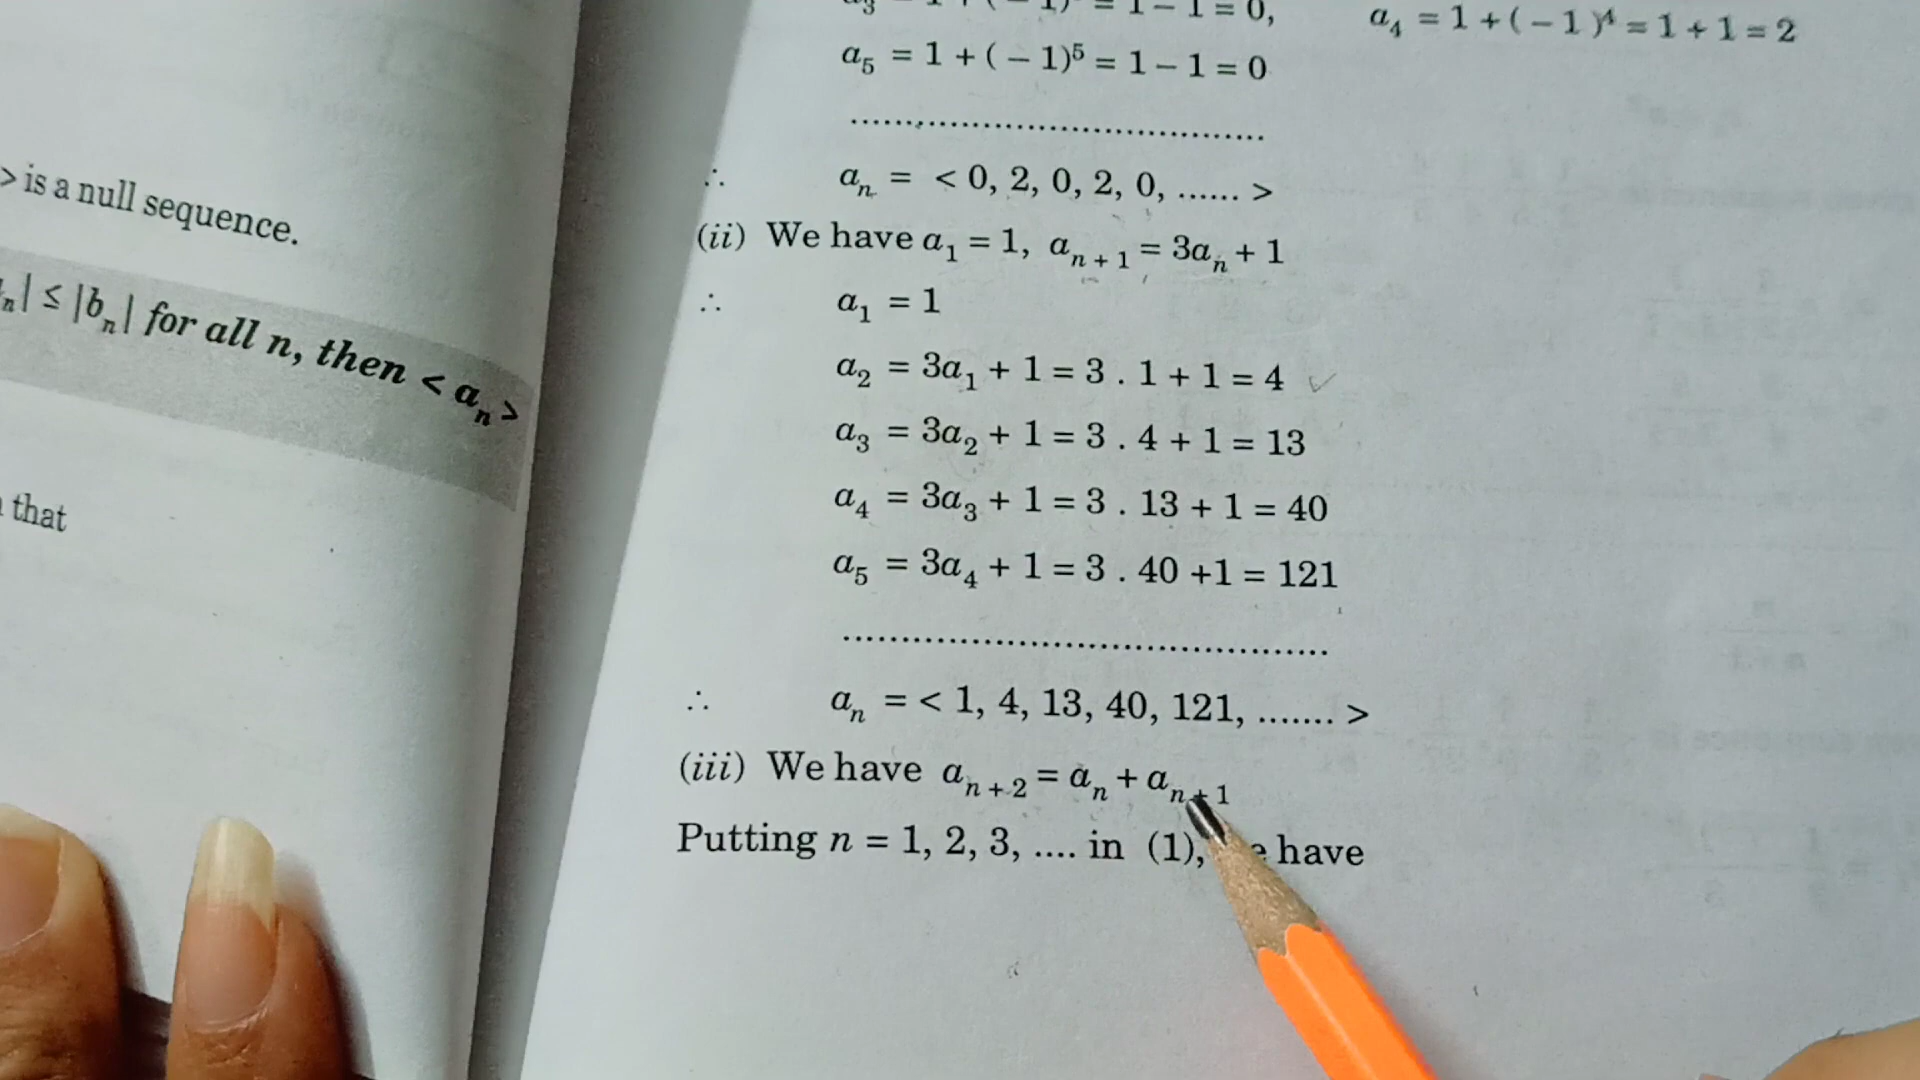 > is a null sequence.
n| ≤ |bn| for all n, then < an >
that
= 1 – 1 = 0, a4 = 1 + ( – 1 )4 = 1 + 1 = 2
a5 = 1 + ( – 1)5 = 1 – 1 = 0
.......................................
∴ an = < 0, 2, 0, 2, 0, ...... >
(ii) We have a1 = 1, an + 1 = 3an + 1
∴ a1 = 1
a2 = 3a1 + 1 = 3 . 1 + 1 = 4
a3 = 3a2 + 1 = 3 . 4 + 1 = 13
a4 = 3a3 + 1 = 3 . 13 + 1 = 40
a5 = 3a4 + 1 = 3 . 40 +1 = 121
.............................................
∴ an = < 1, 4, 13, 40, 121, ....... >
(iii) We have an + 2 = an + an + 1
Putting n = 1, 2, 3, .... in (1), have